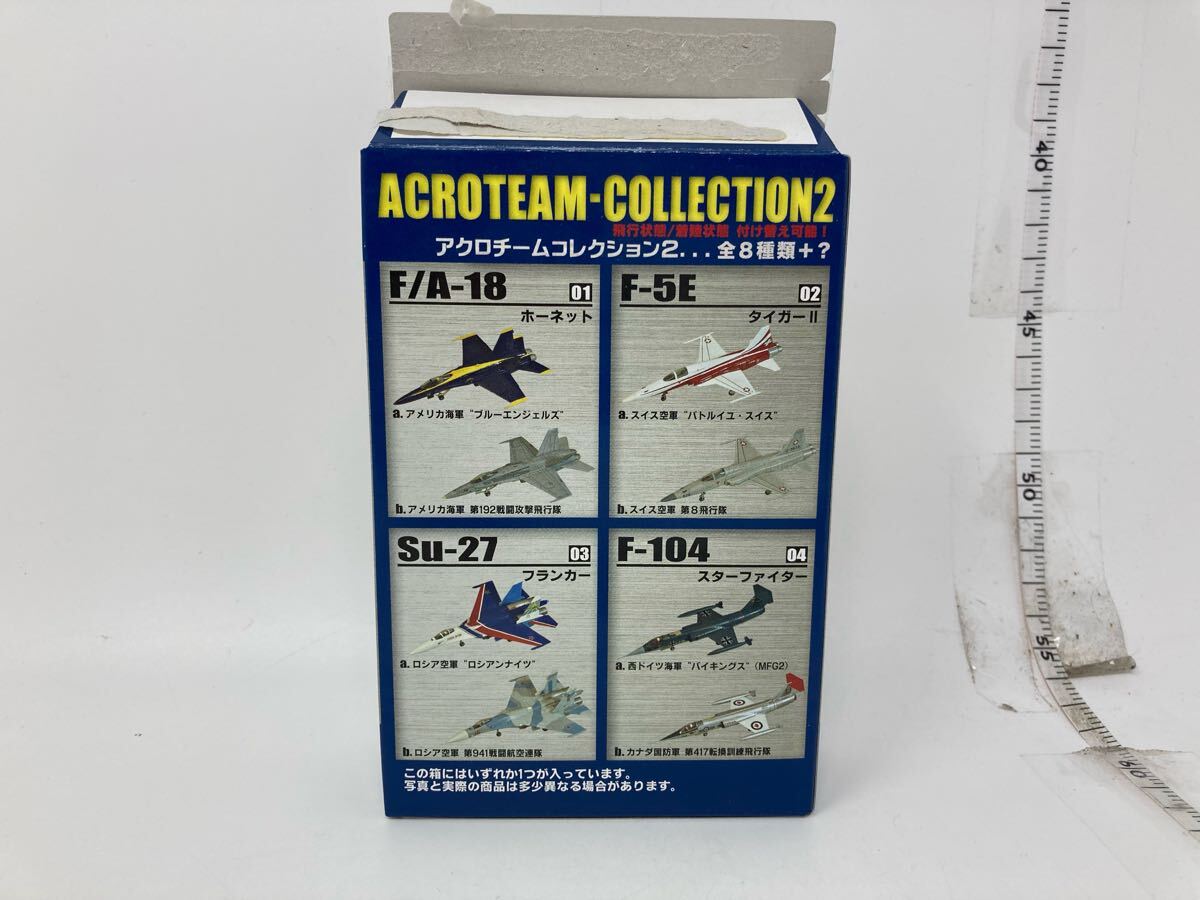 ACROTEAM-COLLECTION2
飛行状態/着陸状態 付け替え可能！
アクロチームコレクション2...全8種類＋？
F/A-18 01
ホーネット
a.アメリカ海軍 "ブルーエンジェルズ"
b.アメリカ海軍 第192戦闘攻撃飛行隊
F-5E 02
タイガーII
a.スイス空軍 "パトルイユ・スイス"
b.スイス空軍 第8飛行隊
Su-27 03
フランカー
a.ロシア空軍 "ロシアンナイツ"
b.ロシア空軍 第941戦闘航空連隊
F-104 04
スターファイター
a.西ドイツ海軍 "バイキングス"（MFG2）
b.カナダ国防軍 第417転換訓練飛行隊
この箱にはいずれか1つが入っています。
写真と実際の商品は多少異なる場合があります。
40
45
50
55